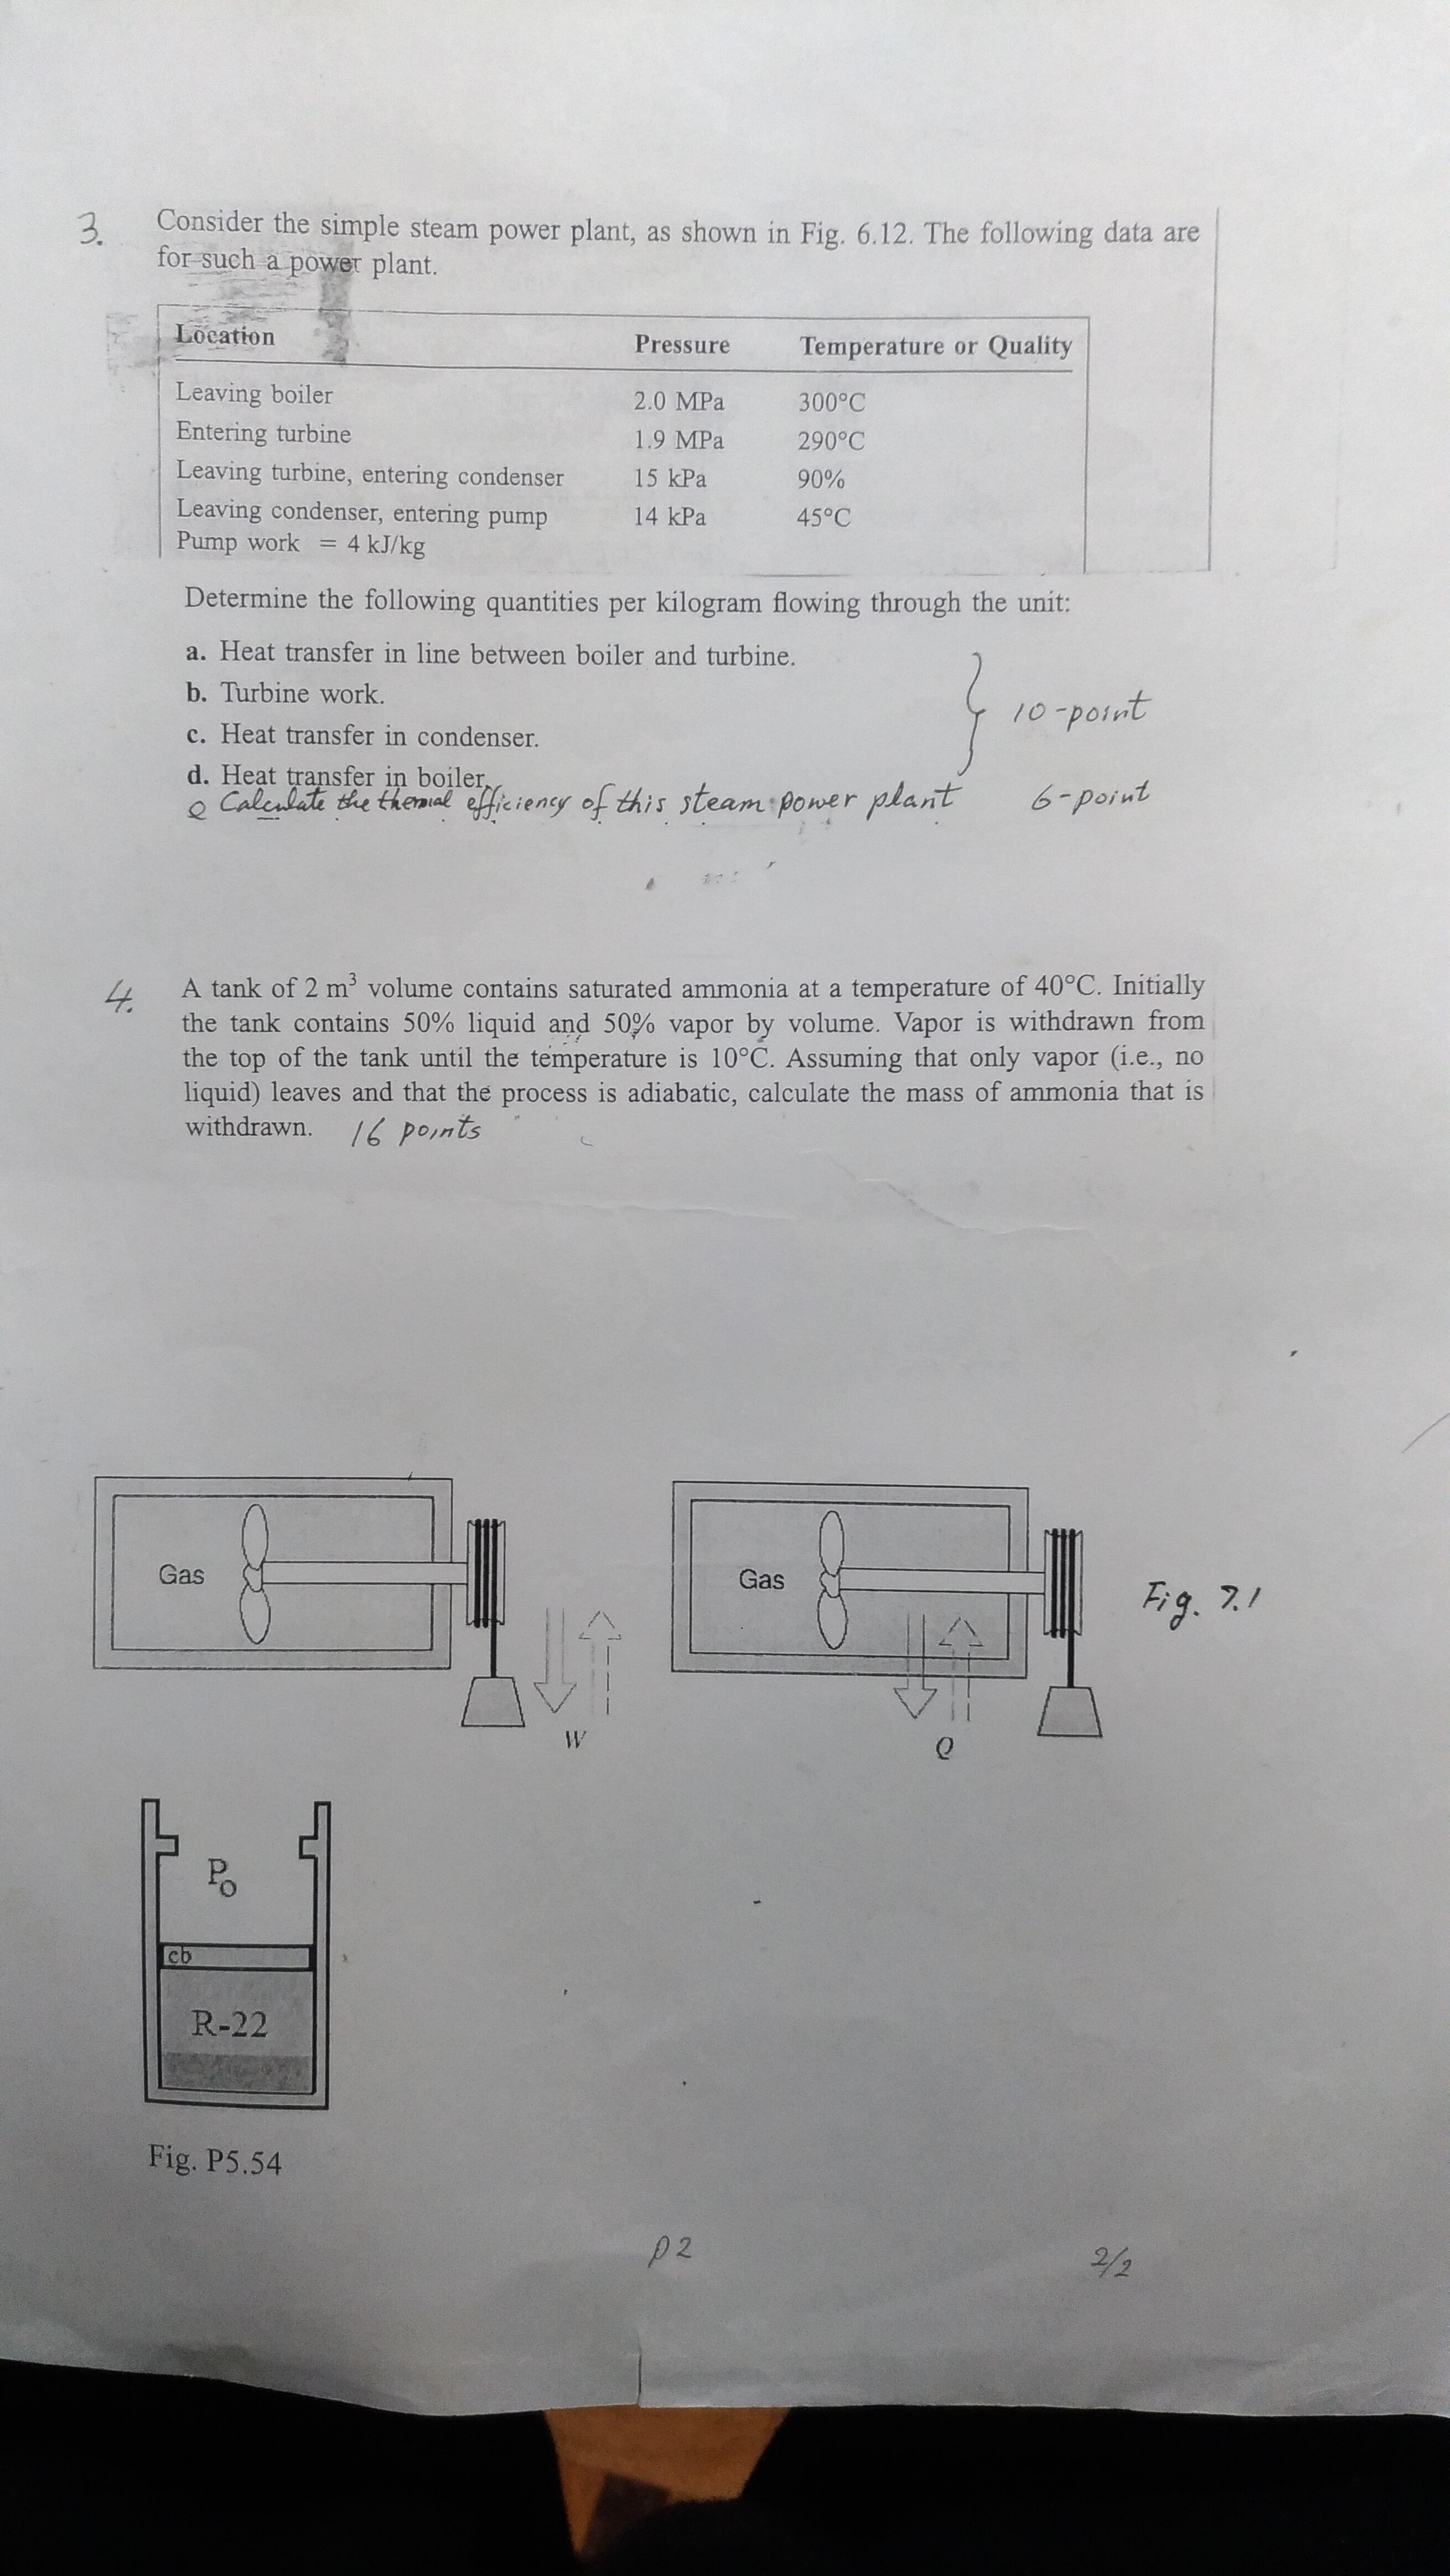 3. Consider the simple steam power plant, as shown in Fig. 6.12. The following data are
for such a power plant.
Location Pressure Temperature or Quality
Leaving boiler 2.0 MPa 300°C
Entering turbine 1.9 MPa 290°C
Leaving turbine, entering condenser 15 kPa 90%
Leaving condenser, entering pump 14 kPa 45°C
Pump work = 4 kJ/kg
Determine the following quantities per kilogram flowing through the unit:
a. Heat transfer in line between boiler and turbine.
b. Turbine work.
10-point
c. Heat transfer in condenser.
d. Heat transfer in boiler.
e Calculate the thermal efficiency of this steam power plant 6-point
4. A tank of 2 m³ volume contains saturated ammonia at a temperature of 40°C. Initially
the tank contains 50% liquid and 50% vapor by volume. Vapor is withdrawn from
the top of the tank until the temperature is 10°C. Assuming that only vapor (i.e., no
liquid) leaves and that the process is adiabatic, calculate the mass of ammonia that is
withdrawn. 16 points
Gas
Gas
Fig. 7.1
W
Q
P₀
cb
R-22
Fig. P5.54
p2
2/2